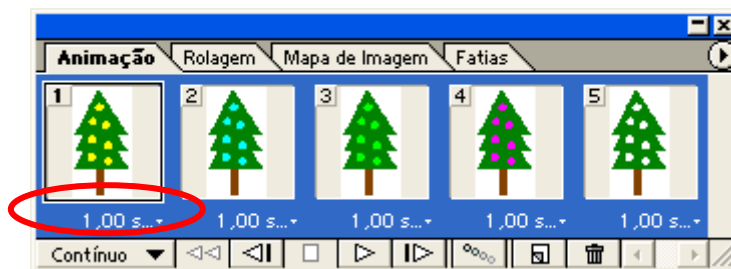 Animação Rolagem Mapa de Imagem Fatias
1 2 3 4 5
1,00 s... 1,00 s... 1,00 s... 1,00 s... 1,00 s...
Contínuo